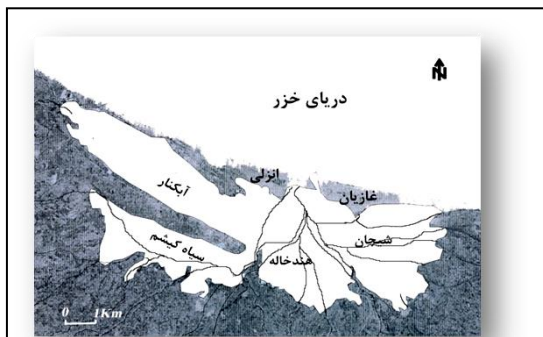 N
دریای خزر
انزلی
غازیان
آبکنار
شیجان
سیاه کیشم
هندخاله
0 1Km